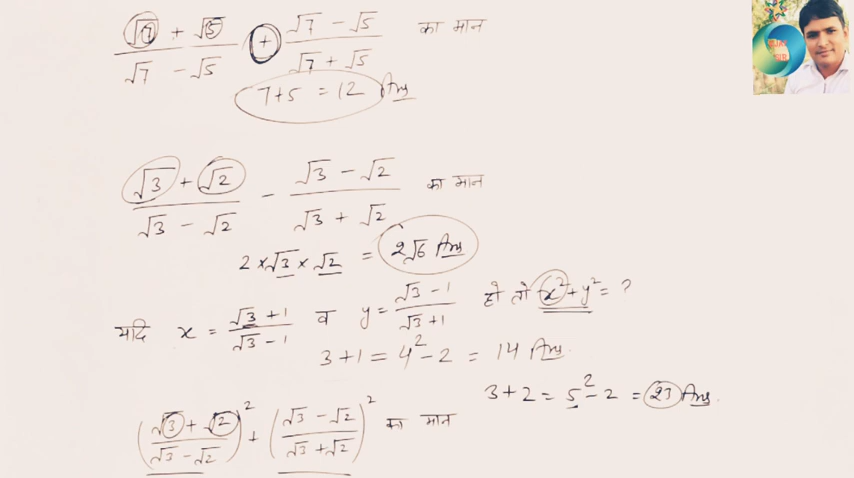 (√7 + √5)/(√7 − √5) + (√7 − √5)/(√7 + √5) का मान
7+5 = 12 Ans
(√3 + √2)/(√3 − √2) − (√3 − √2)/(√3 + √2) का मान
2×√3×√2 = 2√6 Ans
यदि x = (√3+1)/(√3−1) व y = (√3−1)/(√3+1) हो तो x²+y² = ?
3+1 = 4²−2 = 14 Ans.
3+2 = 5²−2 = 23 Ans.
((√3+√2)/(√3−√2))² + ((√3−√2)/(√3+√2))² का मान